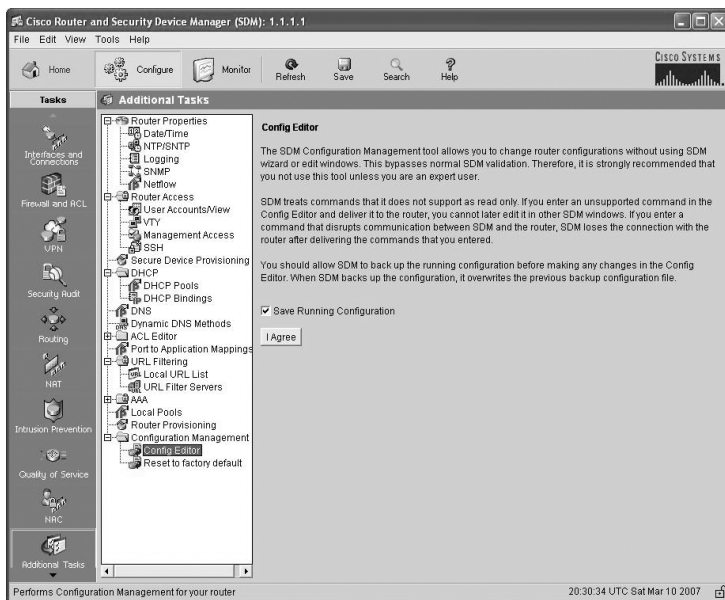 Cisco Router and Security Device Manager (SDM): 1.1.1.1
File Edit View Tools Help
Home Configure Monitor Refresh Save Search Help
CISCO SYSTEMS
Tasks
Additional Tasks
Interfaces and Connections
Firewall and ACL
VPN
Security Audit
Routing
NAT
Intrusion Prevention
Quality of Service
NAC
Additional Tasks
Router Properties
Date/Time
NTP/SNTP
Logging
SNMP
Netflow
Router Access
User Accounts/View
VTY
Management Access
SSH
Secure Device Provisioning
DHCP
DHCP Pools
DHCP Bindings
DNS
DNS
Dynamic DNS Methods
ACL Editor
Port to Application Mappings
URL Filtering
URL
Local URL List
URL
URL Filter Servers
AAA
Local Pools
Router Provisioning
Configuration Management
Config Editor
Reset to factory default
Config Editor
The SDM Configuration Management tool allows you to change router configurations without using SDM
wizard or edit windows. This bypasses normal SDM validation. Therefore, it is strongly recommended that
you not use this tool unless you are an expert user.
SDM treats commands that it does not support as read only. If you enter an unsupported command in the
Config Editor and deliver it to the router, you cannot later edit it in other SDM windows. If you enter a
command that disrupts communication between SDM and the router, SDM loses the connection with the
router after delivering the commands that you entered.
You should allow SDM to back up the running configuration before making any changes in the Config
Editor. When SDM backs up the configuration, it overwrites the previous backup configuration file.
Save Running Configuration
I Agree
Performs Configuration Management for your router
20:30:34 UTC Sat Mar 10 2007